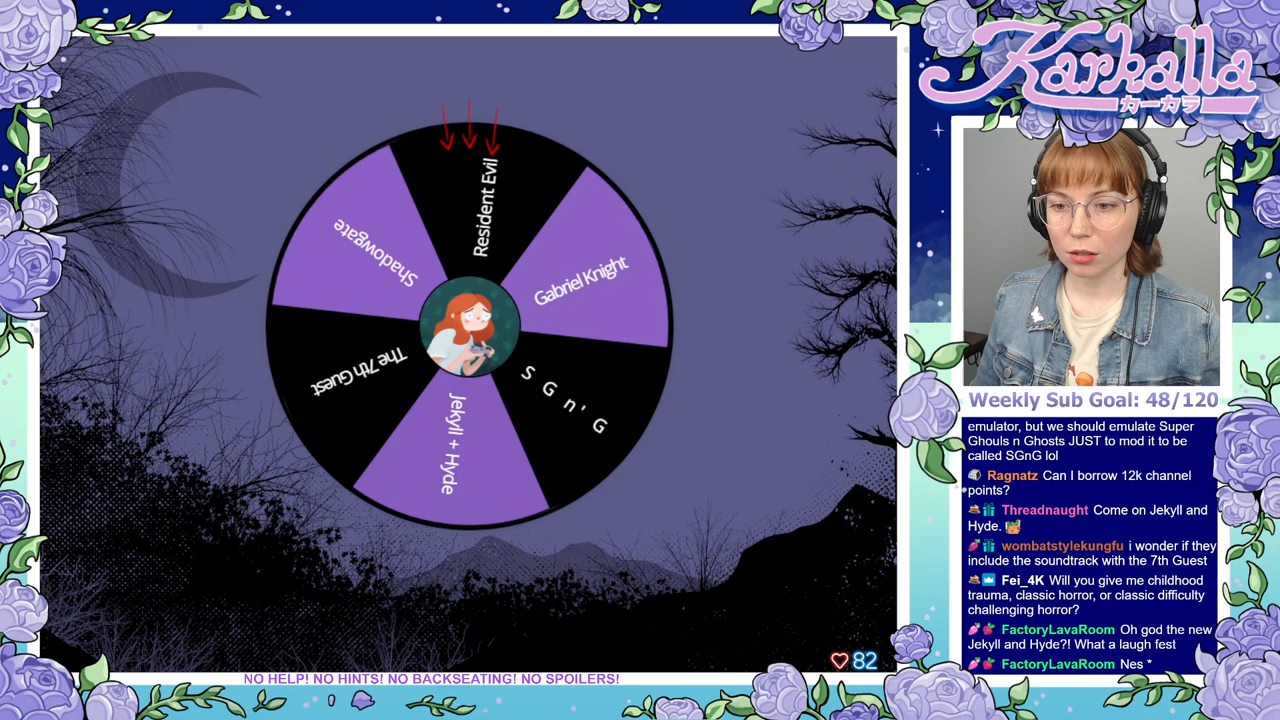 Karkalla
カーカラ
Resident Evil
Gabriel Knight
S G n' G
Jekyll + Hyde
The 7th Guest
Shadowgate
82
NO HELP! NO HINTS! NO BACKSEATING! NO SPOILERS!
Weekly Sub Goal: 48/120
emulator, but we should emulate Super
Ghouls n Ghosts JUST to mod it to be
called SGnG lol
Ragnatz Can I borrow 12k channel
points?
Threadnaught Come on Jekyll and
Hyde.
wombatstylekungfu i wonder if they
include the soundtrack with the 7th Guest
Fei_4K Will you give me childhood
trauma, classic horror, or classic difficulty
challenging horror?
FactoryLavaRoom Oh god the new
Jekyll and Hyde?! What a laugh fest
FactoryLavaRoom Nes *